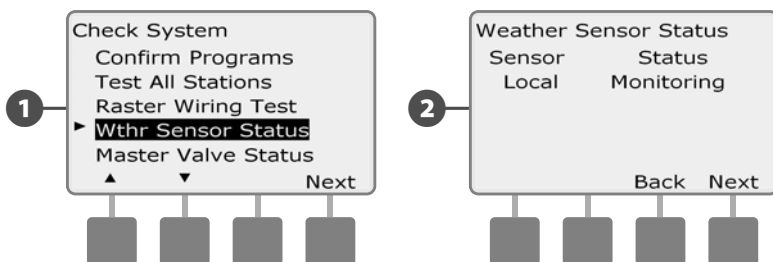 1
Check System
Confirm Programs
Test All Stations
Raster Wiring Test
► Wthr Sensor Status
Master Valve Status
▲ ▼ Next
2
Weather Sensor Status
Sensor Status
Local Monitoring
Back Next